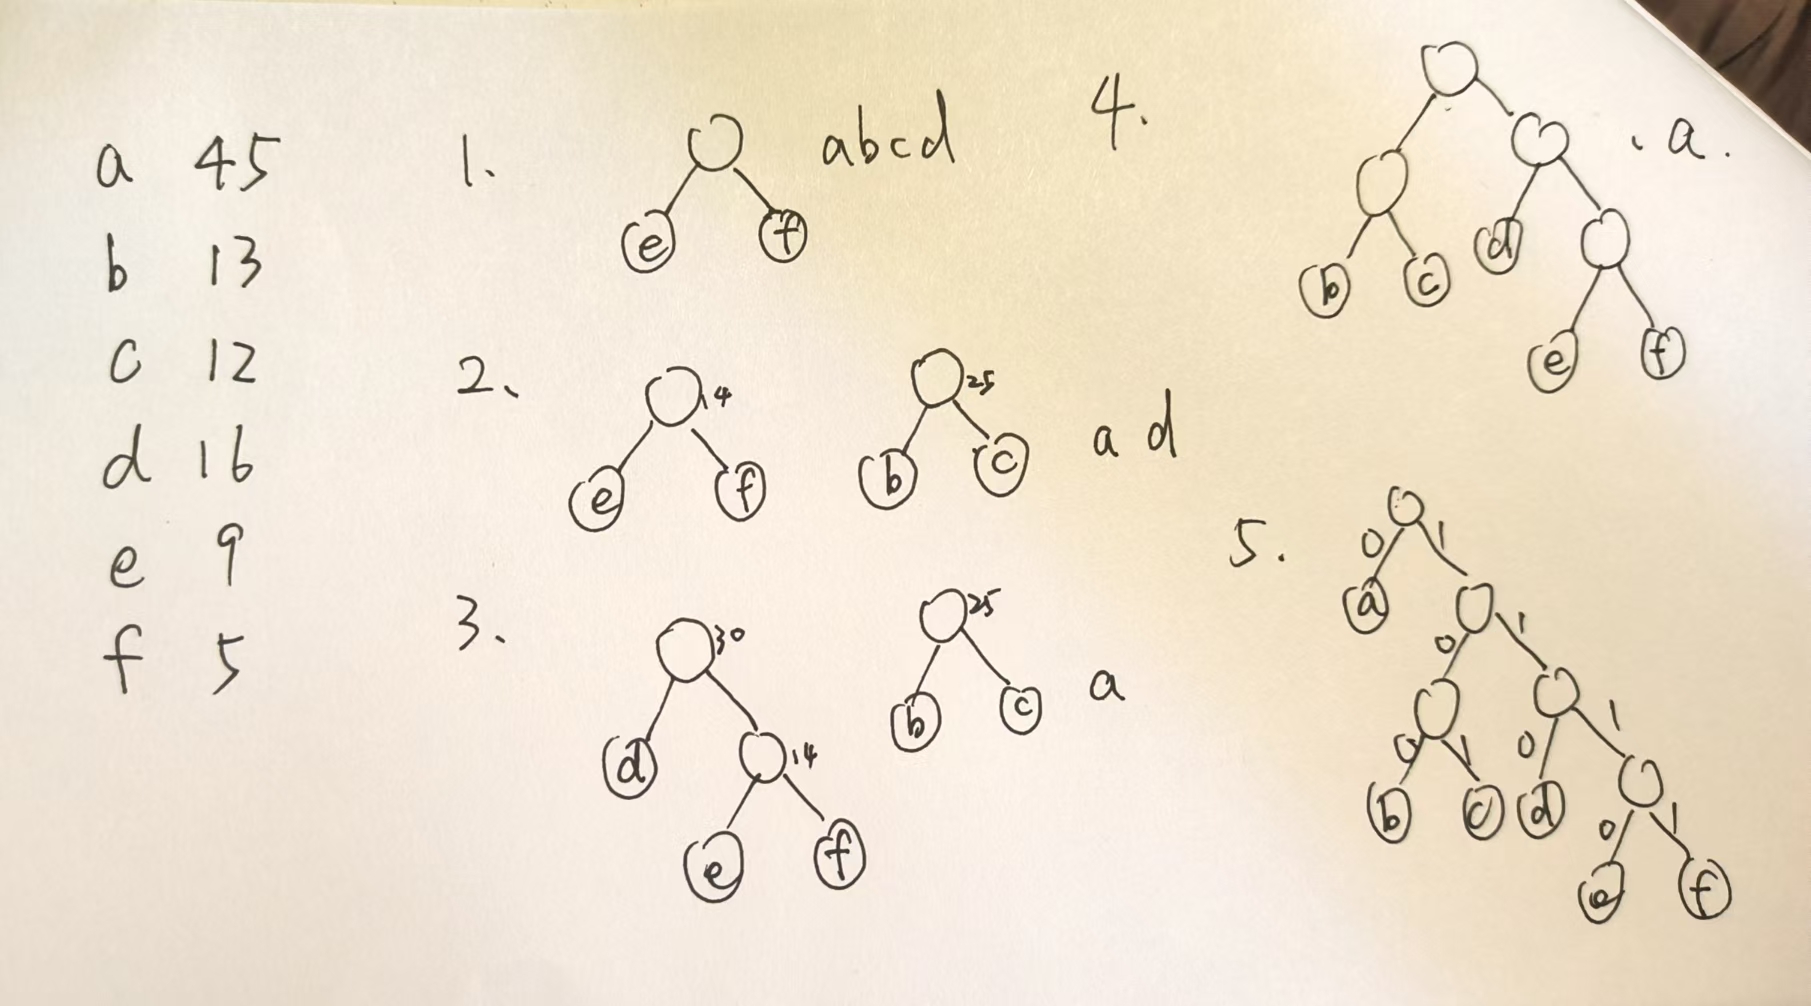 a 45
b 13
c 12
d 16
e 9
f 5
1. abcd
e f
2. 14 25
e f b c a d
3. 30 25
d 14 b c a
e f
4. a.
b c d
e f
5.
0 1
a
0 1
0 1 0 1
b c d
0 1
e f